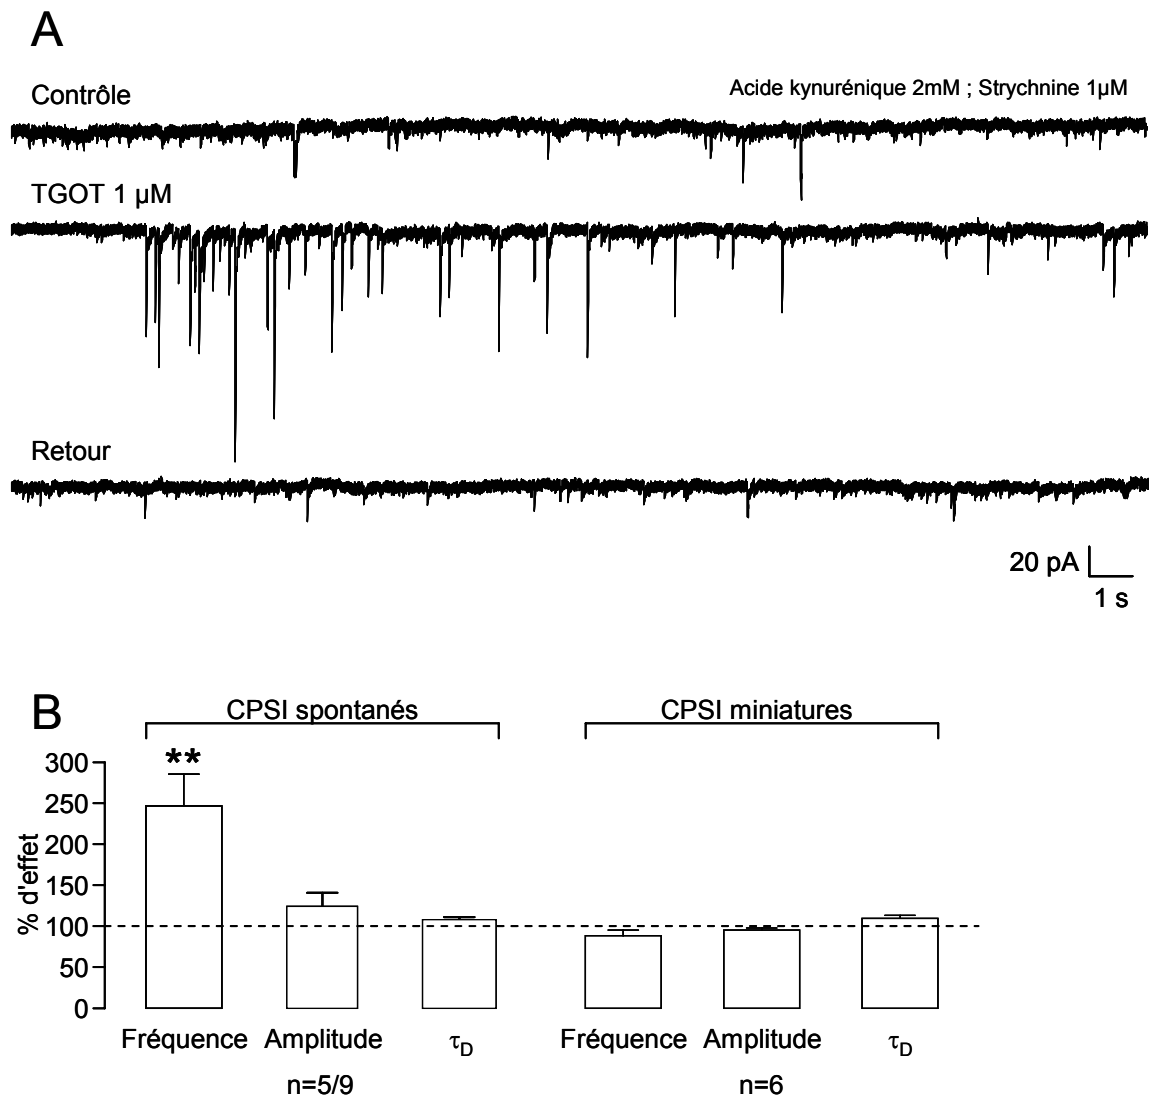 A
Contrôle
Acide kynurénique 2mM ; Strychnine 1µM
TGOT 1 µM
Retour
20 pA
1 s
B
CPSI spontanés
CPSI miniatures
**
300
250
200
150
100
50
0
% d'effet
Fréquence
Amplitude
τD
Fréquence
Amplitude
τD
n=5/9
n=6